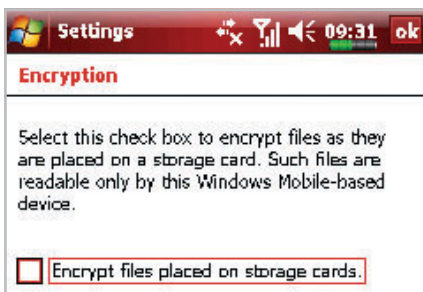 Settings 09:31 ok
Encryption
Select this check box to encrypt files as they
are placed on a storage card. Such files are
readable only by this Windows Mobile-based
device.
Encrypt files placed on storage cards.